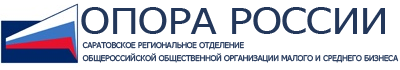 ОПОРА РОССИИ
САРАТОВСКОЕ РЕГИОНАЛЬНОЕ ОТДЕЛЕНИЕ
ОБЩЕРОССИЙСКОЙ ОБЩЕСТВЕННОЙ ОРГАНИЗАЦИИ МАЛОГО И СРЕДНЕГО БИЗНЕСА